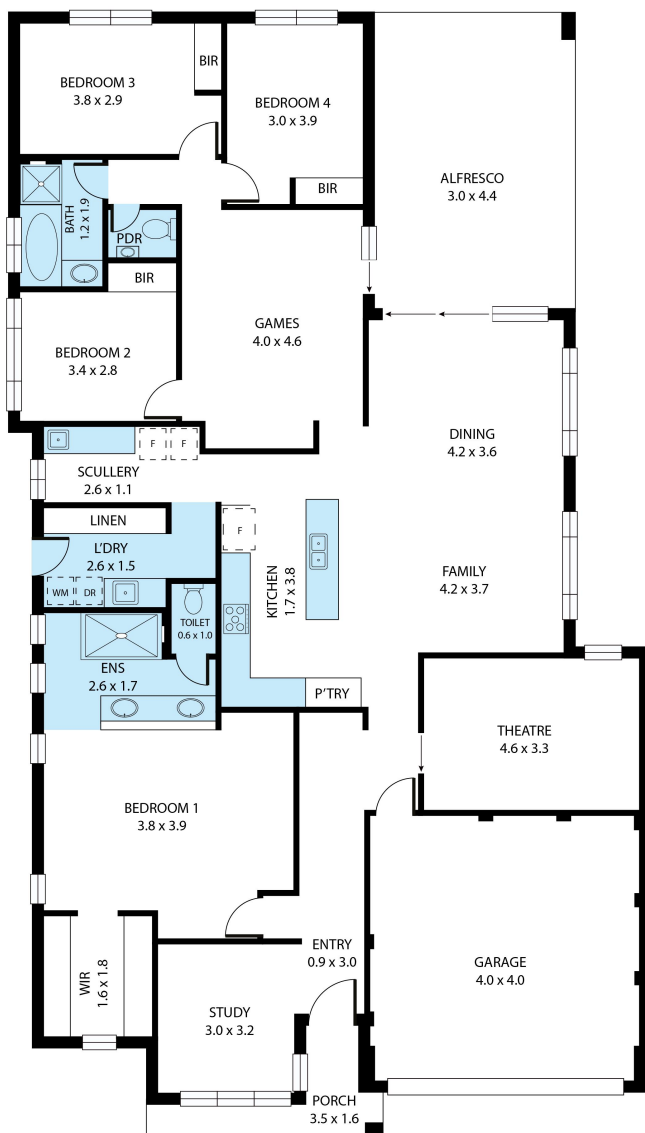 BEDROOM 3
3.8 x 2.9
BIR
BEDROOM 4
3.0 x 3.9
BIR
ALFRESCO
3.0 x 4.4
BATH
1.2 x 1.9
PDR
BIR
BEDROOM 2
3.4 x 2.8
GAMES
4.0 x 4.6
DINING
4.2 x 3.6
F
F
SCULLERY
2.6 x 1.1
LINEN
F
L'DRY
2.6 x 1.5
WM
DR
KITCHEN
1.7 x 3.8
FAMILY
4.2 x 3.7
TOILET
0.6 x 1.0
ENS
2.6 x 1.7
P'TRY
THEATRE
4.6 x 3.3
BEDROOM 1
3.8 x 3.9
WIR
1.6 x 1.8
ENTRY
0.9 x 3.0
GARAGE
4.0 x 4.0
STUDY
3.0 x 3.2
PORCH
3.5 x 1.6